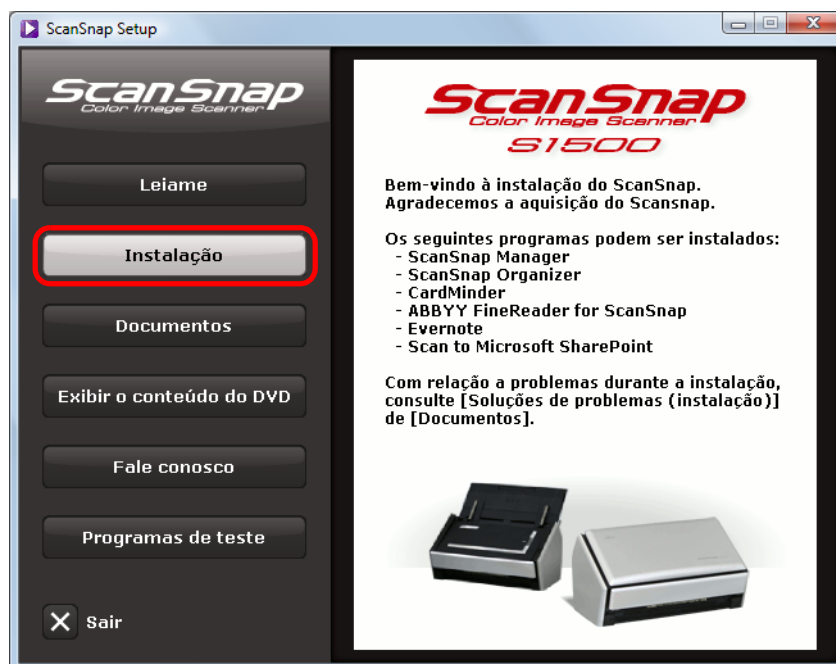 ScanSnap Setup
ScanSnap
Color Image Scanner
Leiame
Instalação
Documentos
Exibir o conteúdo do DVD
Fale conosco
Programas de teste
Sair
ScanSnap
Color Image Scanner
S1500
Bem-vindo à instalação do ScanSnap.
Agradecemos a aquisição do Scansnap.
Os seguintes programas podem ser instalados:
- ScanSnap Manager
- ScanSnap Organizer
- CardMinder
- ABBYY FineReader for ScanSnap
- Evernote
- Scan to Microsoft SharePoint
Com relação a problemas durante a instalação,
consulte [Soluções de problemas (instalação)]
de [Documentos].